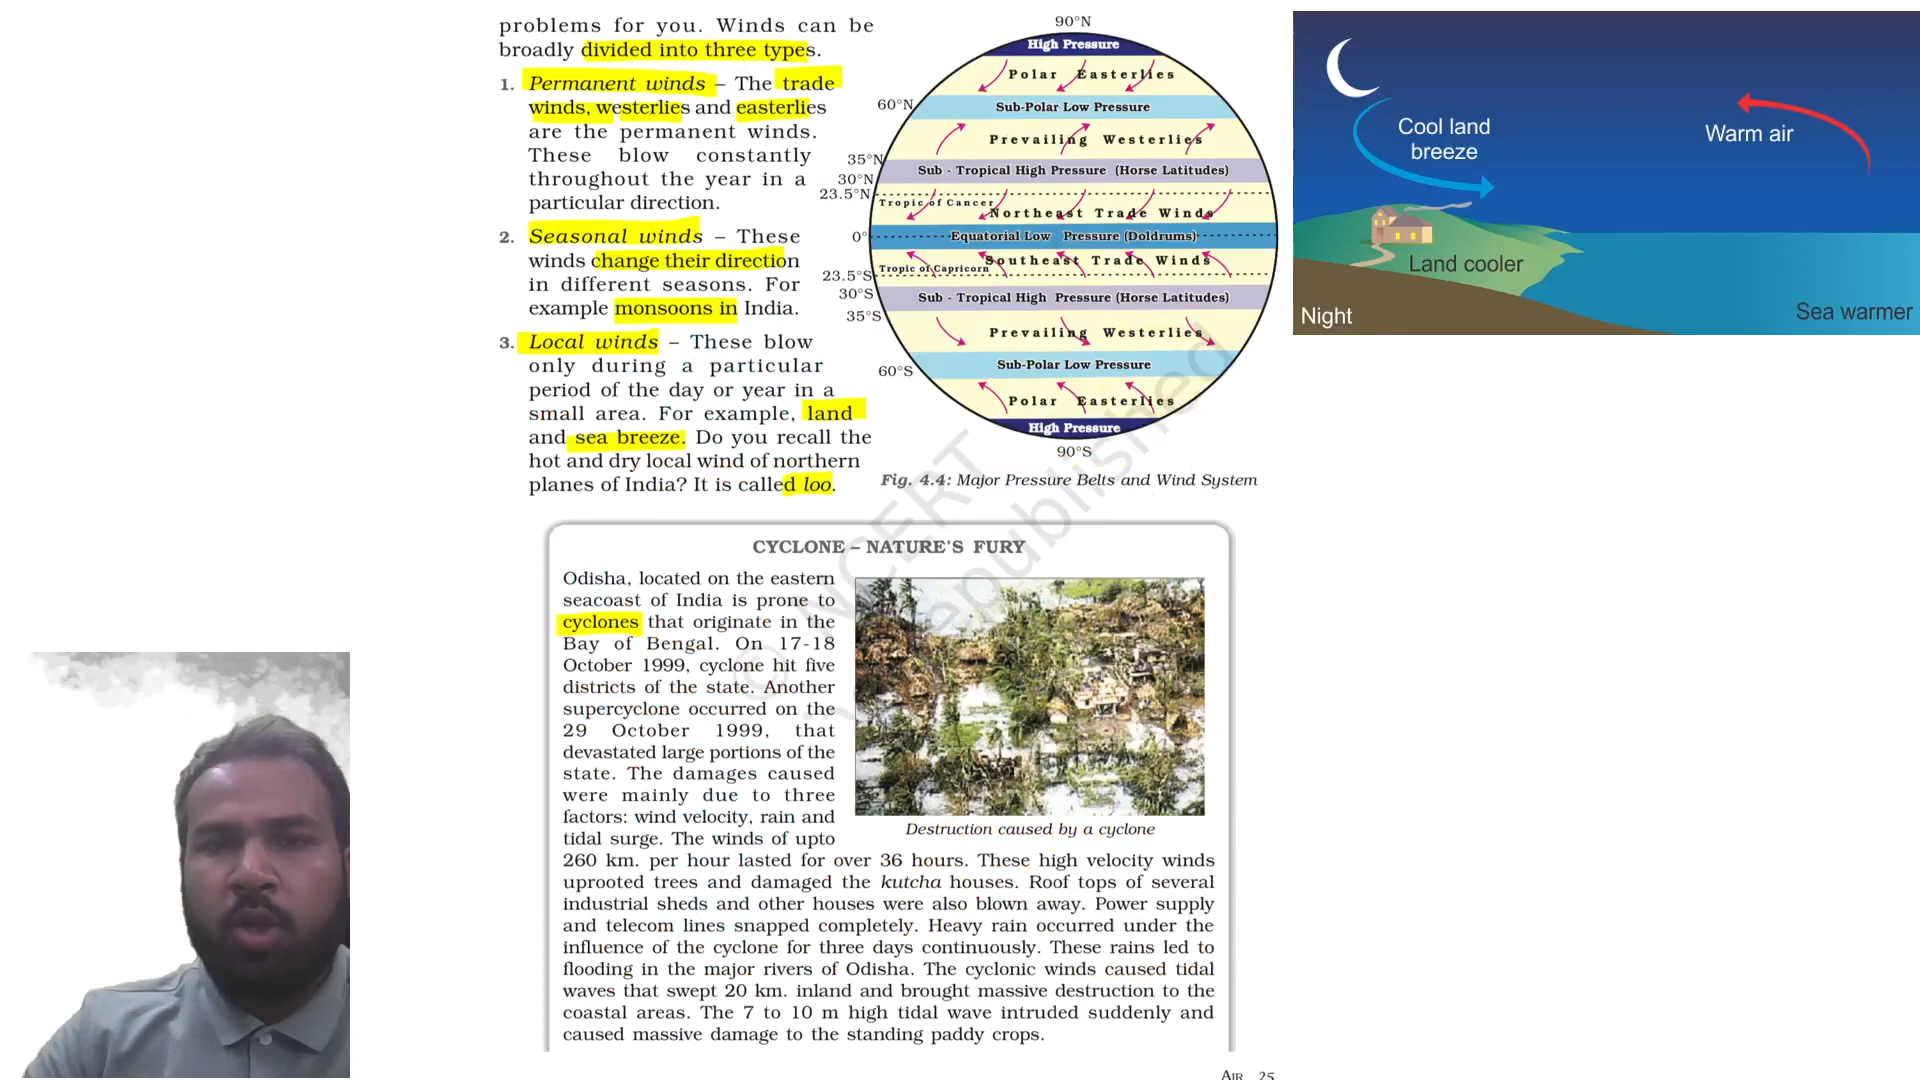 problems for you. Winds can be
broadly divided into three types.
1. Permanent winds – The trade
winds, westerlies and easterlies
are the permanent winds.
These blow constantly
throughout the year in a
particular direction.
2. Seasonal winds – These
winds change their direction
in different seasons. For
example monsoons in India.
3. Local winds – These blow
only during a particular
period of the day or year in a
small area. For example, land
and sea breeze. Do you recall the
hot and dry local wind of northern
planes of India? It is called loo.
90°N
High Pressure
Polar Easterlies
60°N
Sub-Polar Low Pressure
Prevailing Westerlies
35°N
Sub - Tropical High Pressure (Horse Latitudes)
30°N
23.5°N
Tropic of Cancer
Northeast Trade Winds
0°
Equatorial Low Pressure (Doldrums)
Southeast Trade Winds
Tropic of Capricorn
23.5°S
30°S
Sub - Tropical High Pressure (Horse Latitudes)
35°S
Prevailing Westerlies
60°S
Sub-Polar Low Pressure
Polar Easterlies
High Pressure
90°S
Fig. 4.4: Major Pressure Belts and Wind System
Cool land
breeze
Warm air
Land cooler
Night
Sea warmer
CYCLONE – NATURE'S FURY
Odisha, located on the eastern
seacoast of India is prone to
cyclones that originate in the
Bay of Bengal. On 17-18
October 1999, cyclone hit five
districts of the state. Another
supercyclone occurred on the
29 October 1999, that
devastated large portions of the
state. The damages caused
were mainly due to three
factors: wind velocity, rain and
tidal surge. The winds of upto
260 km. per hour lasted for over 36 hours. These high velocity winds
uprooted trees and damaged the kutcha houses. Roof tops of several
industrial sheds and other houses were also blown away. Power supply
and telecom lines snapped completely. Heavy rain occurred under the
influence of the cyclone for three days continuously. These rains led to
flooding in the major rivers of Odisha. The cyclonic winds caused tidal
waves that swept 20 km. inland and brought massive destruction to the
coastal areas. The 7 to 10 m high tidal wave intruded suddenly and
caused massive damage to the standing paddy crops.
Destruction caused by a cyclone
© NCERT
republished
AIR 25